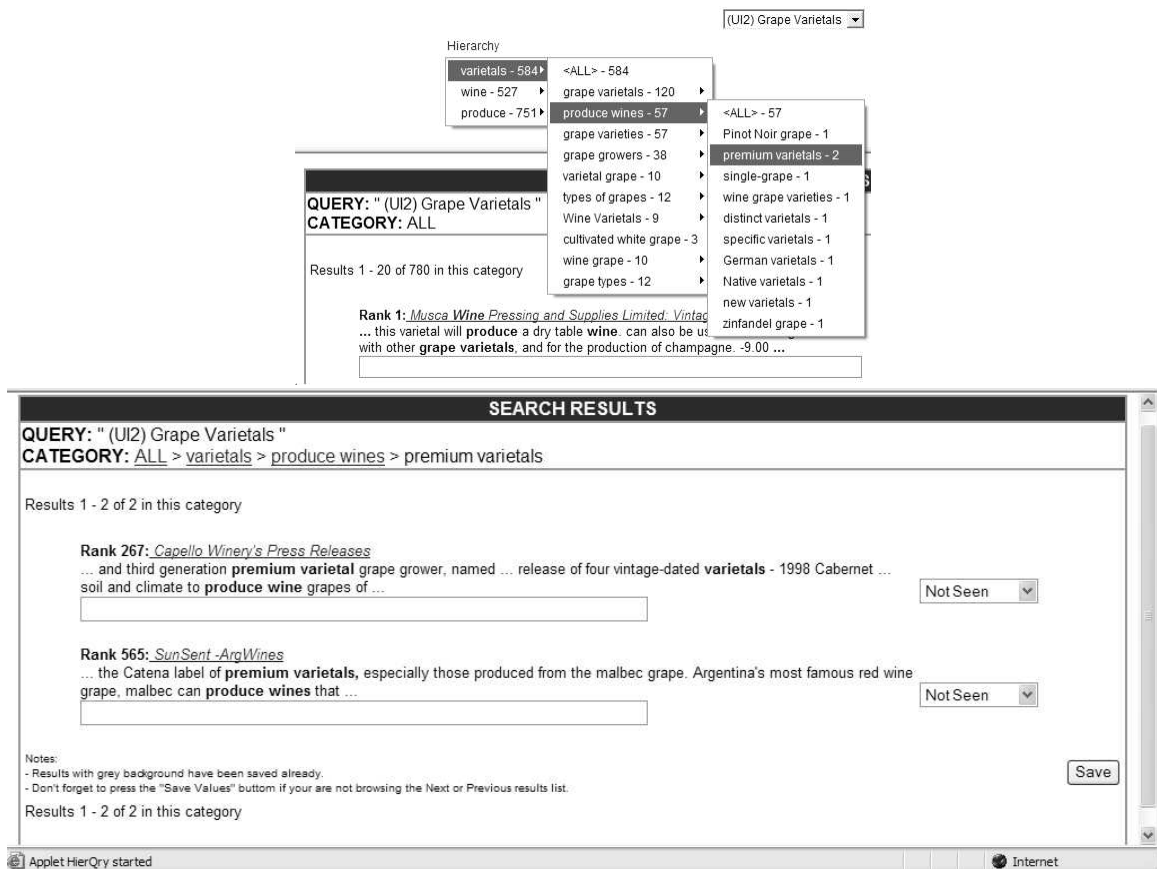 (UI2) Grape Varietals
Hierarchy
varietals - 584
wine - 527
produce - 751
<ALL> - 584
grape varietals - 120
produce wines - 57
grape varieties - 57
grape growers - 38
varietal grape - 10
types of grapes - 12
Wine Varietals - 9
cultivated white grape - 3
wine grape - 10
grape types - 12
<ALL> - 57
Pinot Noir grape - 1
premium varietals - 2
single-grape - 1
wine grape varieties - 1
distinct varietals - 1
specific varietals - 1
German varietals - 1
Native varietals - 1
new varietals - 1
zinfandel grape - 1
S
QUERY: " (UI2) Grape Varietals "
CATEGORY: ALL
Results 1 - 20 of 780 in this category
Rank 1: Musca Wine Pressing and Supplies Limited: Vintag
... this varietal will produce a dry table wine. can also be us
with other grape varietals, and for the production of champagne. -9.00 ...
SEARCH RESULTS
QUERY: " (UI2) Grape Varietals "
CATEGORY: ALL > varietals > produce wines > premium varietals
Results 1 - 2 of 2 in this category
Rank 267: Capello Winery's Press Releases
... and third generation premium varietal grape grower, named ... release of four vintage-dated varietals - 1998 Cabernet ...
soil and climate to produce wine grapes of ...
Not Seen
Rank 565: SunSent -ArgWines
... the Catena label of premium varietals, especially those produced from the malbec grape. Argentina's most famous red wine
grape, malbec can produce wines that ...
Not Seen
Notes:
- Results with grey background have been saved already.
- Don't forget to press the "Save Values" buttom if your are not browsing the Next or Previous results list.
Save
Results 1 - 2 of 2 in this category
Applet HierQry started
Internet